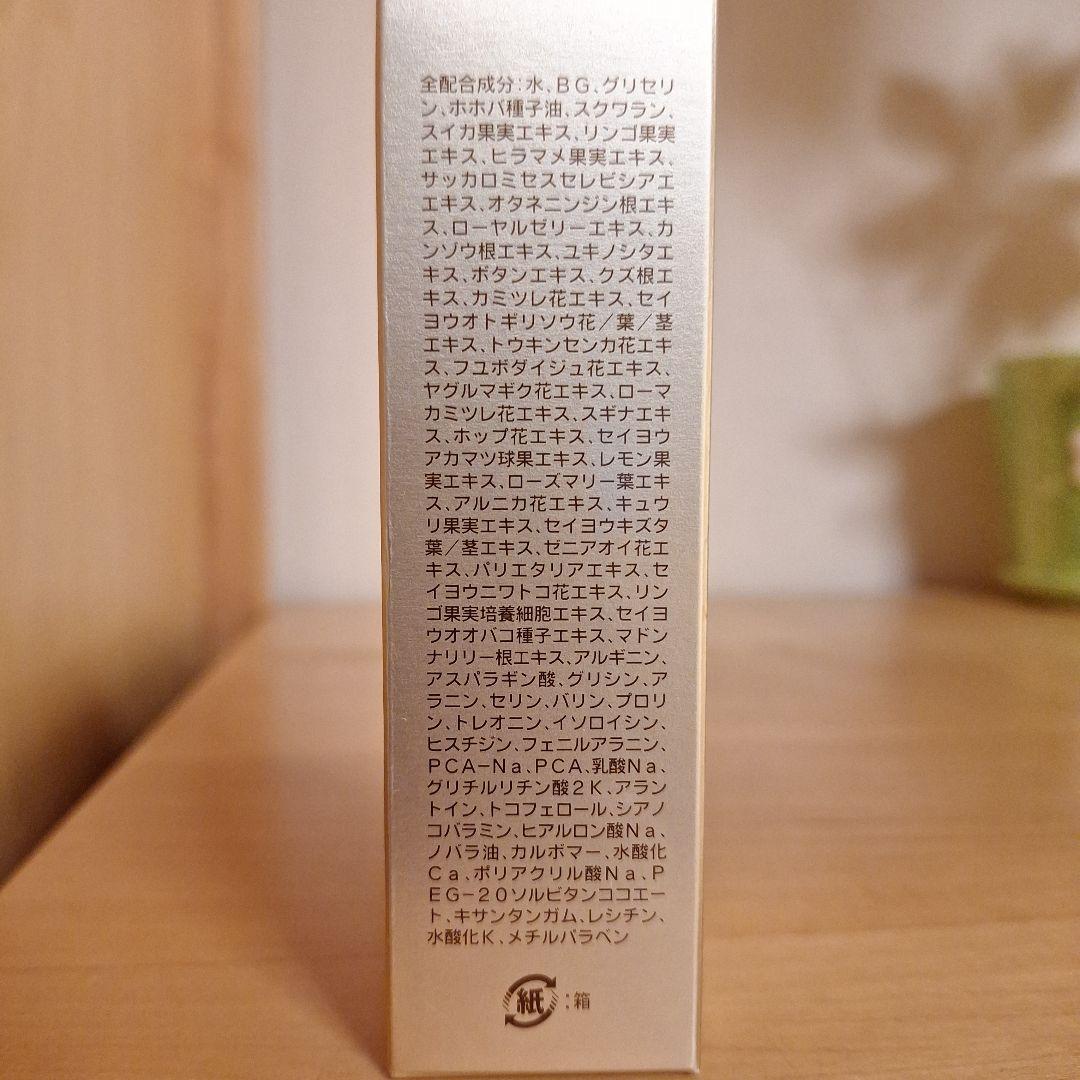 全配合成分:水、BG、グリセリ
ン、ホホバ種子油、スクワラン、
スイカ果実エキス、リンゴ果実
エキス、ヒラマメ果実エキス、
サッカロミセスセレビシアエ
エキス、オタネニンジン根エキ
ス、ローヤルゼリーエキス、カ
ンゾウ根エキス、ユキノシタエ
キス、ボタンエキス、クズ根エ
キス、カミツレ花エキス、セイ
ヨウオトギリソウ花/葉/茎
エキス、トウキンセンカ花エキ
ス、フユボダイジュ花エキス、
ヤグルマギク花エキス、ローマ
カミツレ花エキス、スギナエキ
ス、ホップ花エキス、セイヨウ
アカマツ球果エキス、レモン果
実エキス、ローズマリー葉エキ
ス、アルニカ花エキス、キュウ
リ果実エキス、セイヨウキズタ
葉/茎エキス、ゼニアオイ花エ
キス、パリエタリアエキス、セ
イヨウニワトコ花エキス、リン
ゴ果実培養細胞エキス、セイヨ
ウオオバコ種子エキス、マドン
ナリリー根エキス、アルギニン、
アスパラギン酸、グリシン、ア
ラニン、セリン、バリン、プロリ
ン、トレオニン、イソロイシン、
ヒスチジン、フェニルアラニン、
PCA-Na、PCA、乳酸Na、
グリチルリチン酸2K、アラン
トイン、トコフェロール、シアノ
コバラミン、ヒアルロン酸Na、
ノバラ油、カルボマー、水酸化
Ca、ポリアクリル酸Na、P
EG-20ソルビタンココエー
ト、キサンタンガム、レシチン、
水酸化K、メチルパラベン
紙:箱